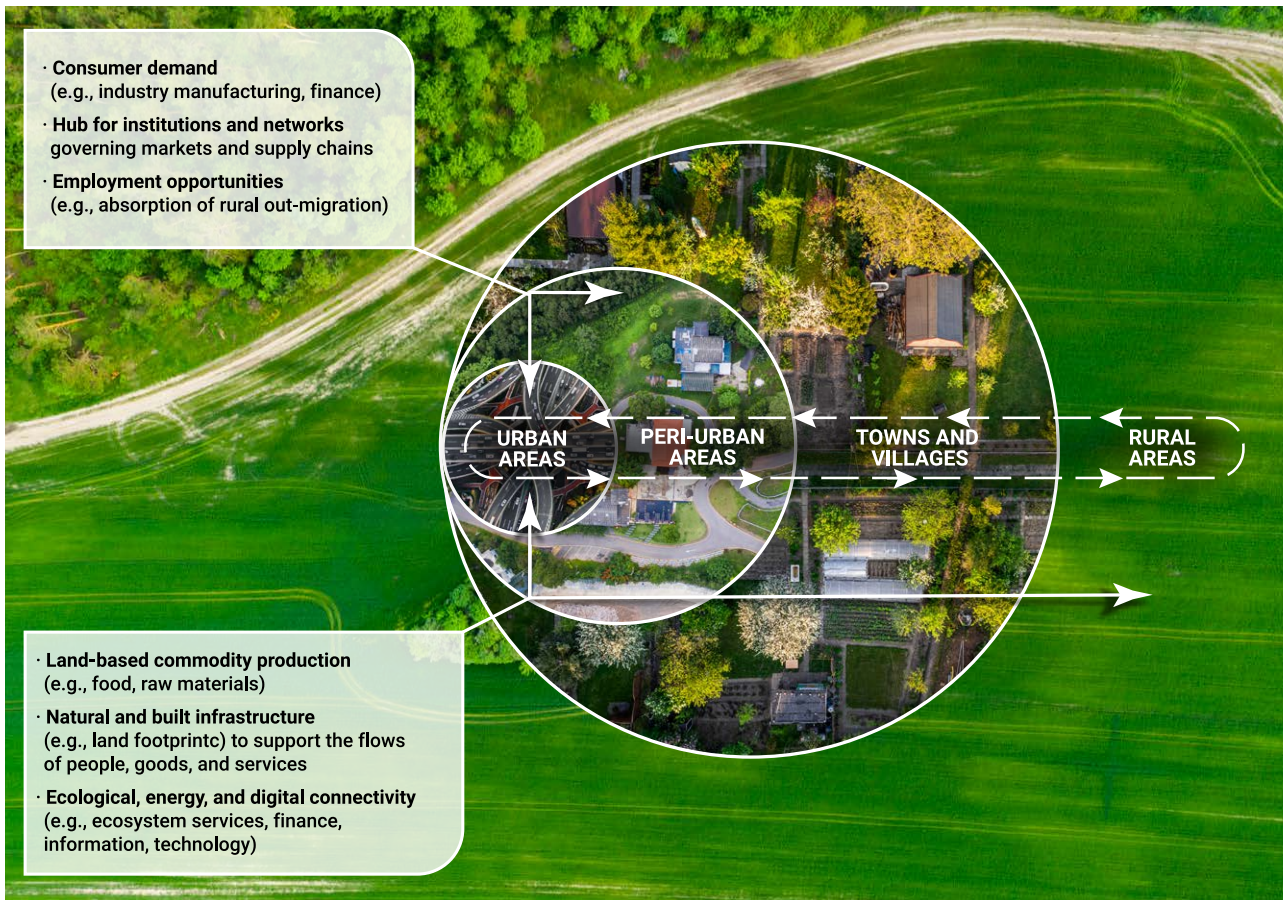 · Consumer demand
(e.g., industry manufacturing, finance)
· Hub for institutions and networks
governing markets and supply chains
· Employment opportunities
(e.g., absorption of rural out-migration)
URBAN
AREAS
PERI-URBAN
AREAS
TOWNS AND
VILLAGES
RURAL
AREAS
· Land-based commodity production
(e.g., food, raw materials)
· Natural and built infrastructure
(e.g., land footprintc) to support the flows
of people, goods, and services
· Ecological, energy, and digital connectivity
(e.g., ecosystem services, finance,
information, technology)